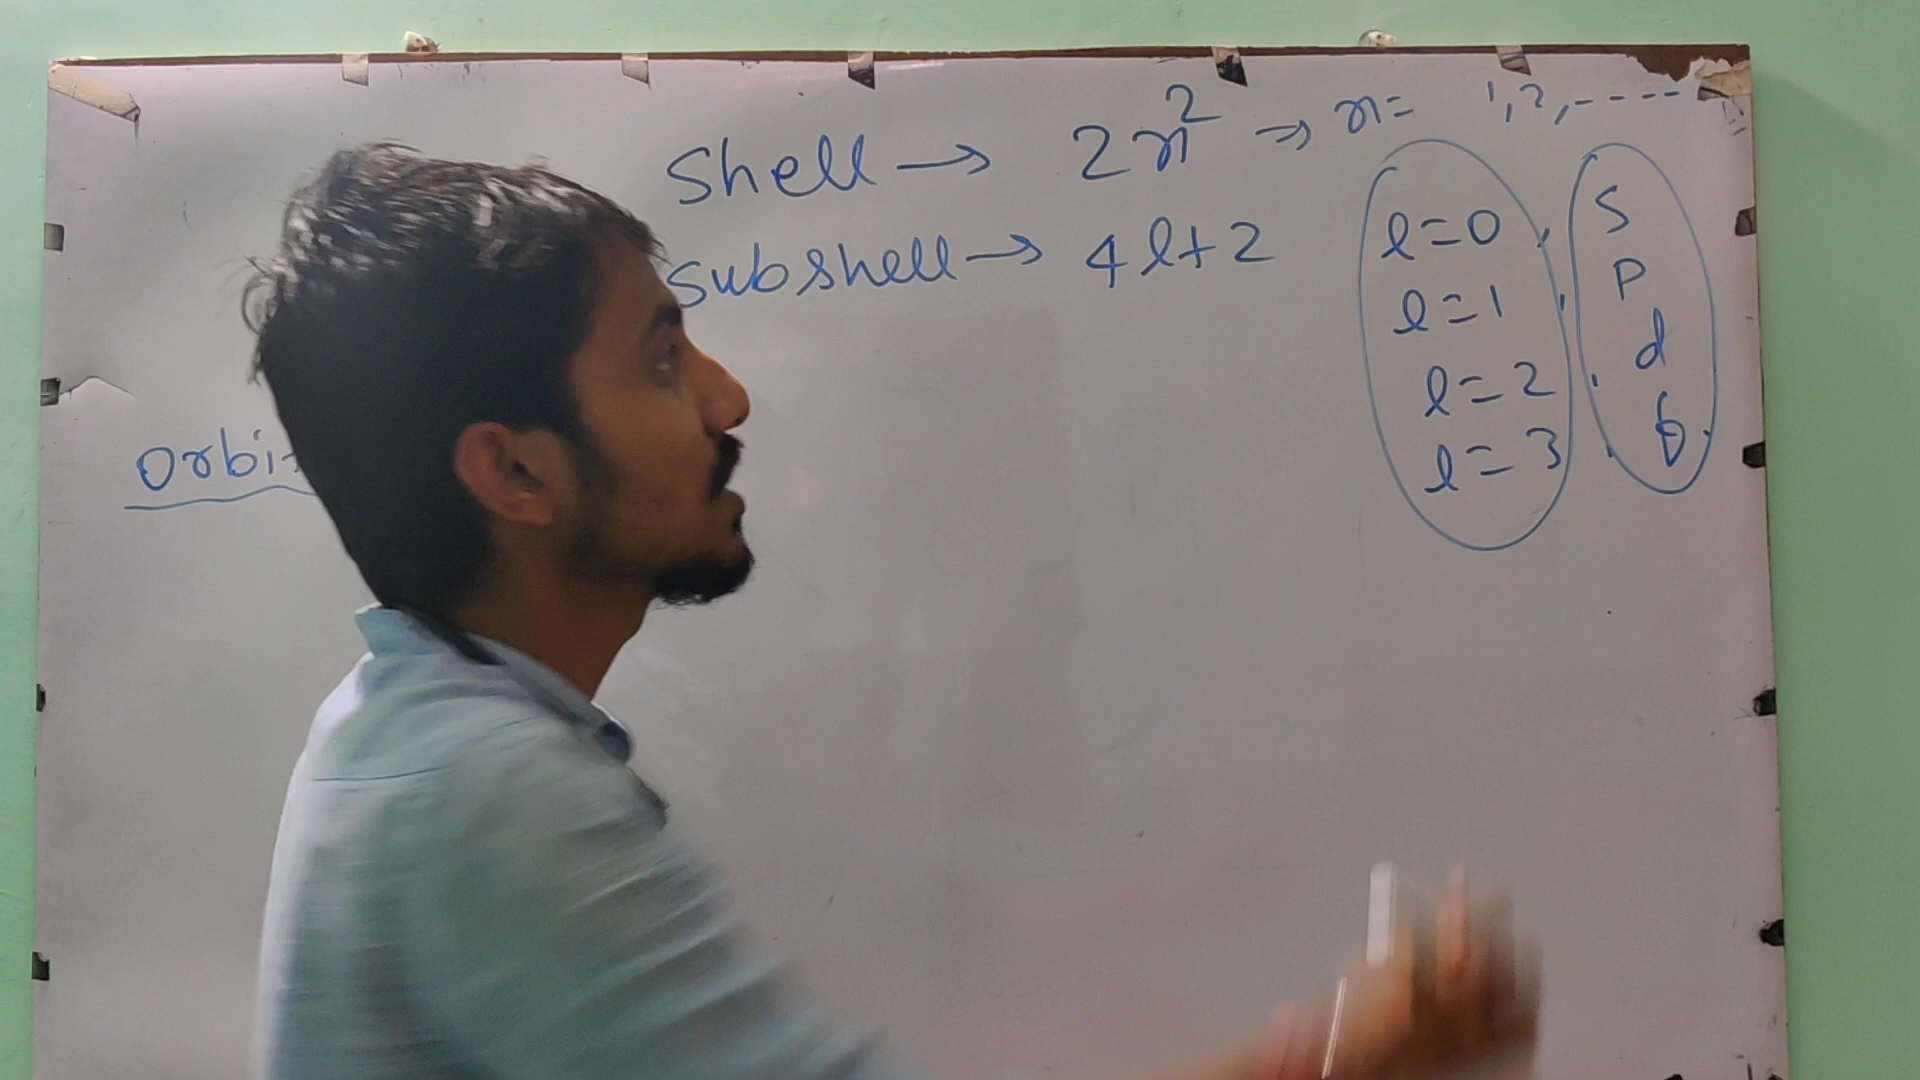 Shell → 2n² ⇒ n= 1,2,-----
subshell → 4l+2
l=0, s
l=1, p
l=2, d
l=3, f.